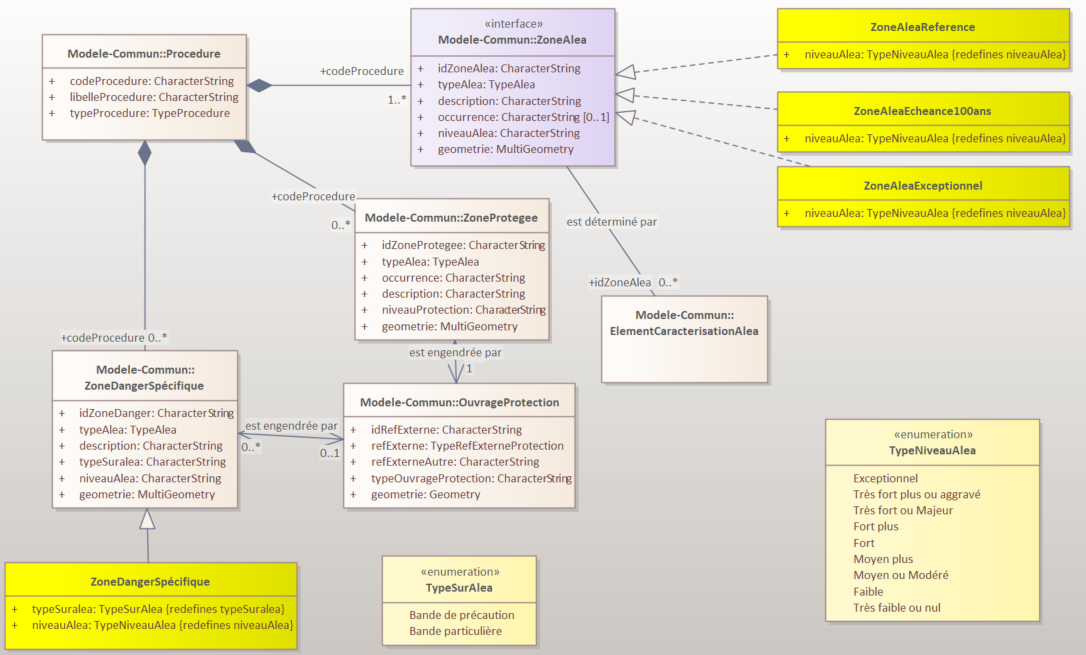 Modele-Commun::Procedure
+ codeProcedure: CharacterString
+ libelleProcedure: CharacterString
+ typeProcedure: TypeProcedure
+codeProcedure
1..*
«interface»
Modele-Commun::ZoneAlea
+ idZoneAlea: CharacterString
+ typeAlea: TypeAlea
+ description: CharacterString
+ occurrence: CharacterString [0..1]
+ niveauAlea: CharacterString
+ geometrie: MultiGeometry
ZoneAleaReference
+ niveauAlea: TypeNiveauAlea {redefines niveauAlea}
ZoneAleaEcheance100ans
+ niveauAlea: TypeNiveauAlea {redefines niveauAlea}
ZoneAleaExceptionnel
+ niveauAlea: TypeNiveauAlea {redefines niveauAlea}
+codeProcedure
0..*
Modele-Commun::ZoneProtegee
+ idZoneProtegee: CharacterString
+ typeAlea: TypeAlea
+ occurrence: CharacterString
+ description: CharacterString
+ niveauProtection: CharacterString
+ geometrie: MultiGeometry
est déterminé par
+idZoneAlea 0..*
Modele-Commun::
ElementCaracterisationAlea
+codeProcedure 0..*
Modele-Commun::
ZoneDangerSpécifique
+ idZoneDanger: CharacterString
+ typeAlea: TypeAlea
+ description: CharacterString
+ typeSuralea: CharacterString
+ niveauAlea: CharacterString
+ geometrie: MultiGeometry
est engendrée par
1
est engendrée par
0..*
0..1
Modele-Commun::OuvrageProtection
+ idRefExterne: CharacterString
+ refExterne: TypeRefExterneProtection
+ refExterneAutre: CharacterString
+ typeOuvrageProtection: CharacterString
+ geometrie: Geometry
ZoneDangerSpécifique
+ typeSuralea: TypeSurAlea {redefines typeSuralea}
+ niveauAlea: TypeNiveauAlea {redefines niveauAlea}
«enumeration»
TypeSurAlea
Bande de précaution
Bande particulière
«enumeration»
TypeNiveauAlea
Exceptionnel
Très fort plus ou aggravé
Très fort ou Majeur
Fort plus
Fort
Moyen plus
Moyen ou Modéré
Faible
Très faible ou nul